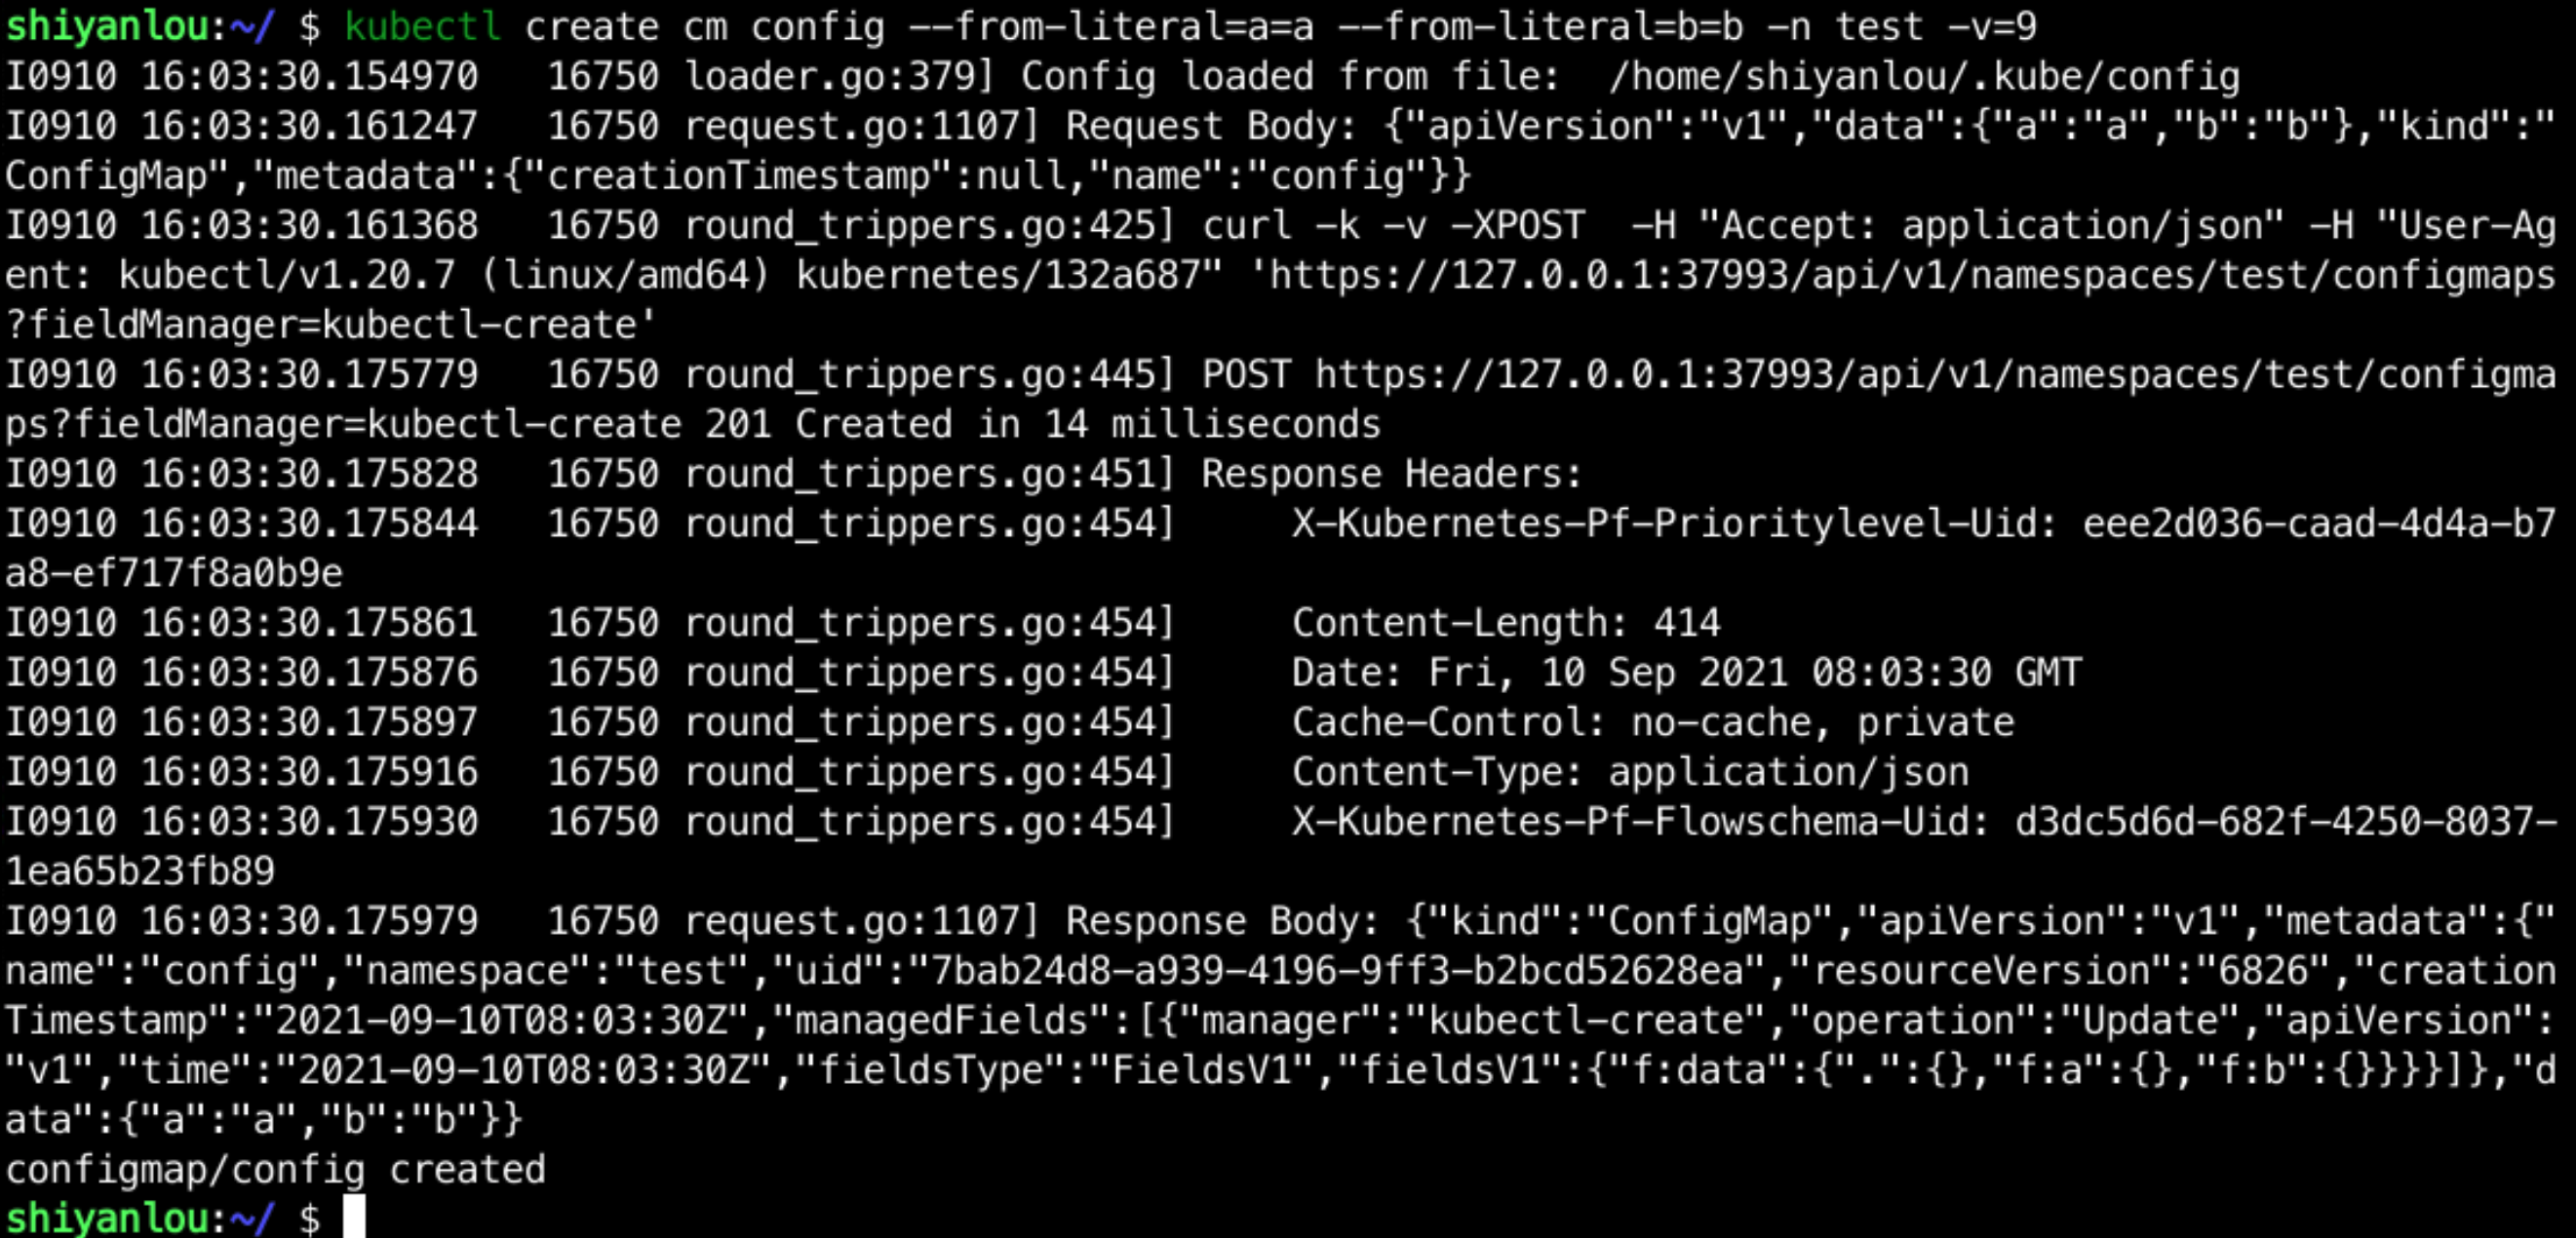 shiyanlou:~/ $ kubectl create cm config --from-literal=a=a --from-literal=b=b -n test -v=9
I0910 16:03:30.154970   16750 loader.go:379] Config loaded from file:  /home/shiyanlou/.kube/config
I0910 16:03:30.161247   16750 request.go:1107] Request Body: {"apiVersion":"v1","data":{"a":"a","b":"b"},"kind":"
ConfigMap","metadata":{"creationTimestamp":null,"name":"config"}}
I0910 16:03:30.161368   16750 round_trippers.go:425] curl -k -v -XPOST  -H "Accept: application/json" -H "User-Ag
ent: kubectl/v1.20.7 (linux/amd64) kubernetes/132a687" 'https://127.0.0.1:37993/api/v1/namespaces/test/configmaps
?fieldManager=kubectl-create'
I0910 16:03:30.175779   16750 round_trippers.go:445] POST https://127.0.0.1:37993/api/v1/namespaces/test/configma
ps?fieldManager=kubectl-create 201 Created in 14 milliseconds
I0910 16:03:30.175828   16750 round_trippers.go:451] Response Headers:
I0910 16:03:30.175844   16750 round_trippers.go:454]     X-Kubernetes-Pf-Prioritylevel-Uid: eee2d036-caad-4d4a-b7
a8-ef717f8a0b9e
I0910 16:03:30.175861   16750 round_trippers.go:454]     Content-Length: 414
I0910 16:03:30.175876   16750 round_trippers.go:454]     Date: Fri, 10 Sep 2021 08:03:30 GMT
I0910 16:03:30.175897   16750 round_trippers.go:454]     Cache-Control: no-cache, private
I0910 16:03:30.175916   16750 round_trippers.go:454]     Content-Type: application/json
I0910 16:03:30.175930   16750 round_trippers.go:454]     X-Kubernetes-Pf-Flowschema-Uid: d3dc5d6d-682f-4250-8037-
1ea65b23fb89
I0910 16:03:30.175979   16750 request.go:1107] Response Body: {"kind":"ConfigMap","apiVersion":"v1","metadata":{"
name":"config","namespace":"test","uid":"7bab24d8-a939-4196-9ff3-b2bcd52628ea","resourceVersion":"6826","creation
Timestamp":"2021-09-10T08:03:30Z","managedFields":[{"manager":"kubectl-create","operation":"Update","apiVersion":
"v1","time":"2021-09-10T08:03:30Z","fieldsType":"FieldsV1","fieldsV1":{"f:data":{".":{},"f:a":{},"f:b":{}}}}]},"d
ata":{"a":"a","b":"b"}}
configmap/config created
shiyanlou:~/ $